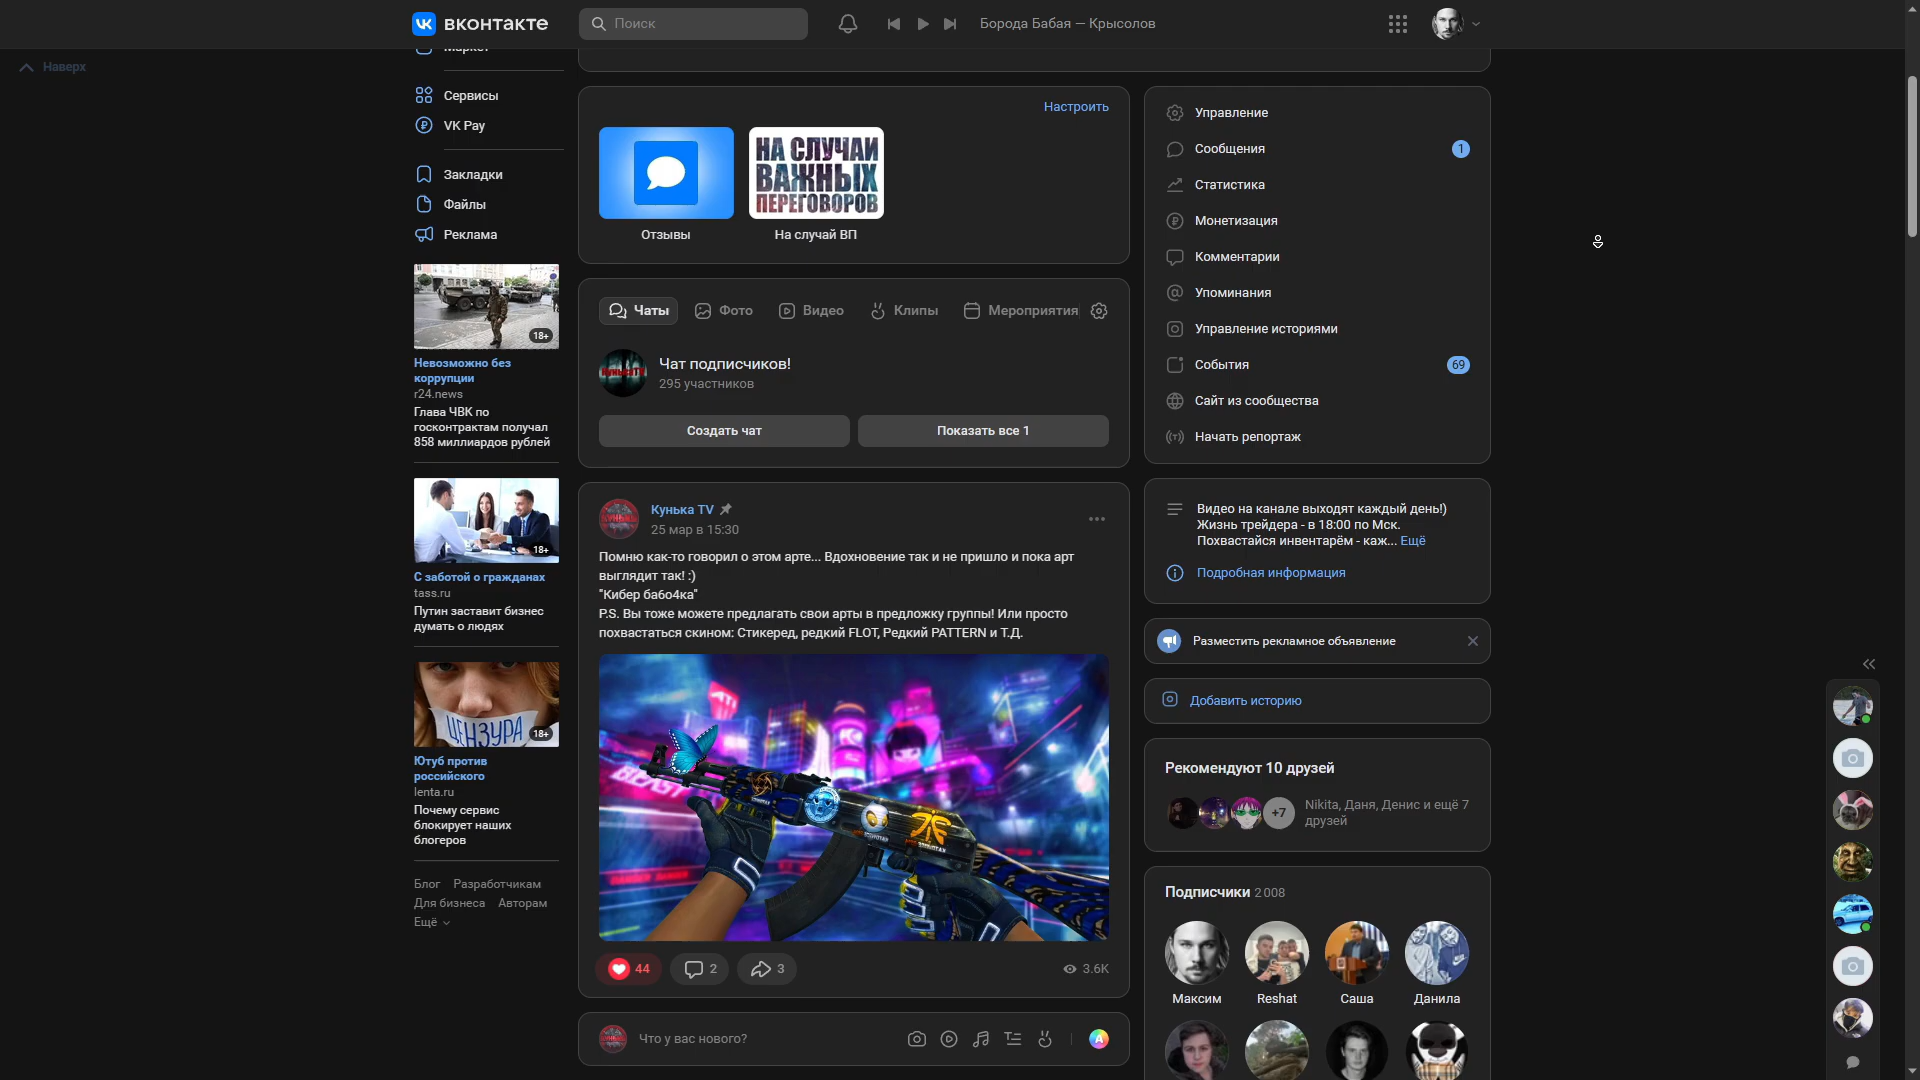 вконтакте
Поиск
Борода Бабая — Крысолов
Наверх
Маркет
Сервисы
VK Pay
Закладки
Файлы
Реклама
18+
Невозможно без
коррупции
r24.news
Глава ЧВК по
госконтрактам получал
858 миллиардов рублей
18+
С заботой о гражданах
tass.ru
Путин заставит бизнес
думать о людях
ЦЕНЗУРА
18+
Ютуб против
российского
lenta.ru
Почему сервис
блокирует наших
блогеров
Блог Разработчикам
Для бизнеса Авторам
Ещё
Настроить
НА СЛУЧАЙ
ВАЖНЫХ
ПЕРЕГОВОРОВ
Отзывы
На случай ВП
Чаты
Фото
Видео
Клипы
Мероприятия
Чат подписчиков!
295 участников
Создать чат
Показать все 1
Кунька TV
25 мар в 15:30
Помню как-то говорил о этом арте... Вдохновение так и не пришло и пока арт
выглядит так! :)
"Кибер ба6о4ка"
P.S. Вы тоже можете предлагать свои арты в предложку группы! Или просто
похвастаться скином: Стикеред, редкий FLOT, Редкий PATTERN и Т.Д.
44
2
3
3.6K
Что у вас нового?
Управление
Сообщения
1
Статистика
Монетизация
Комментарии
Упоминания
Управление историями
События
69
Сайт из сообщества
Начать репортаж
Видео на канале выходят каждый день!)
Жизнь трейдера - в 18:00 по Мск.
Похвастайся инвентарём - каж... Ещё
Подробная информация
Разместить рекламное объявление
Добавить историю
Рекомендуют 10 друзей
+7
Nikita, Даня, Денис и ещё 7
друзей
Подписчики 2 008
Максим
Reshat
Саша
Данила